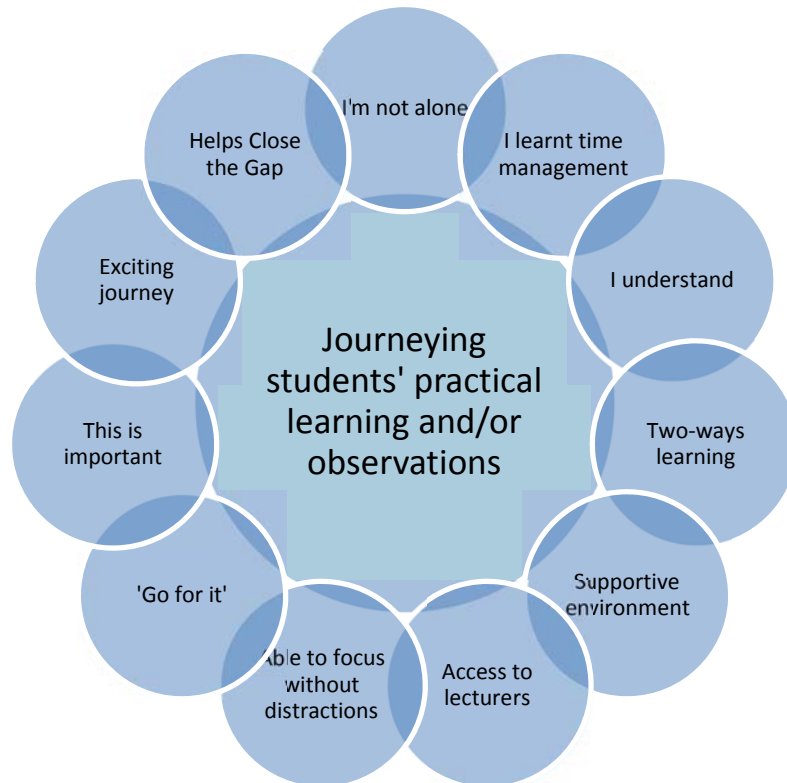 I'm not alone
I learnt time
management
I understand
Two-ways
learning
Supportive
environment
Access to
lecturers
Able to focus
without
distractions
'Go for it'
This is
important
Exciting
journey
Helps Close
the Gap
Journeying
students' practical
learning and/or
observations